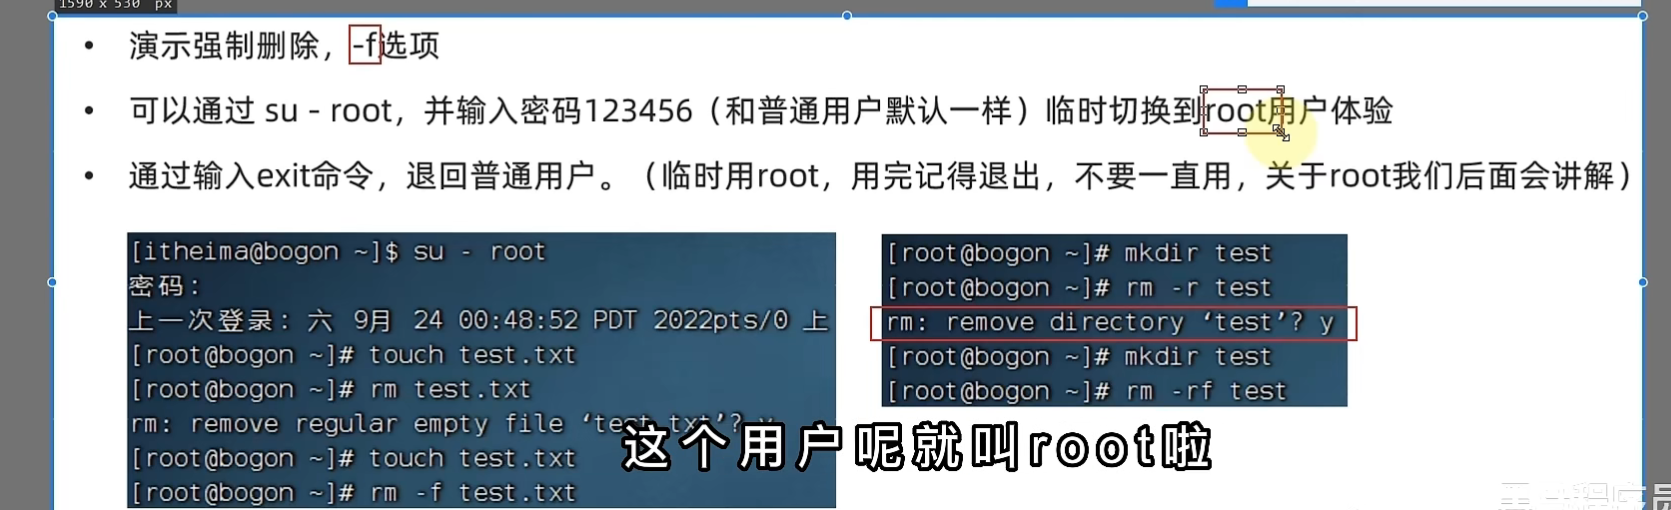 1590 x 530 px
• 演示强制删除，-f选项
• 可以通过 su - root，并输入密码123456（和普通用户默认一样）临时切换到root用户体验
• 通过输入exit命令，退回普通用户。（临时用root，用完记得退出，不要一直用，关于root我们后面会讲解）
[itheima@bogon ~]$ su - root
密码：
上一次登录：六 9月 24 00:48:52 PDT 2022pts/0 上
[root@bogon ~]# touch test.txt
[root@bogon ~]# rm test.txt
rm: remove regular empty file ‘test.txt’? y
[root@bogon ~]# touch test.txt
[root@bogon ~]# rm -f test.txt
[root@bogon ~]# mkdir test
[root@bogon ~]# rm -r test
rm: remove directory ‘test’? y
[root@bogon ~]# mkdir test
[root@bogon ~]# rm -rf test
这个用户呢就叫root啦